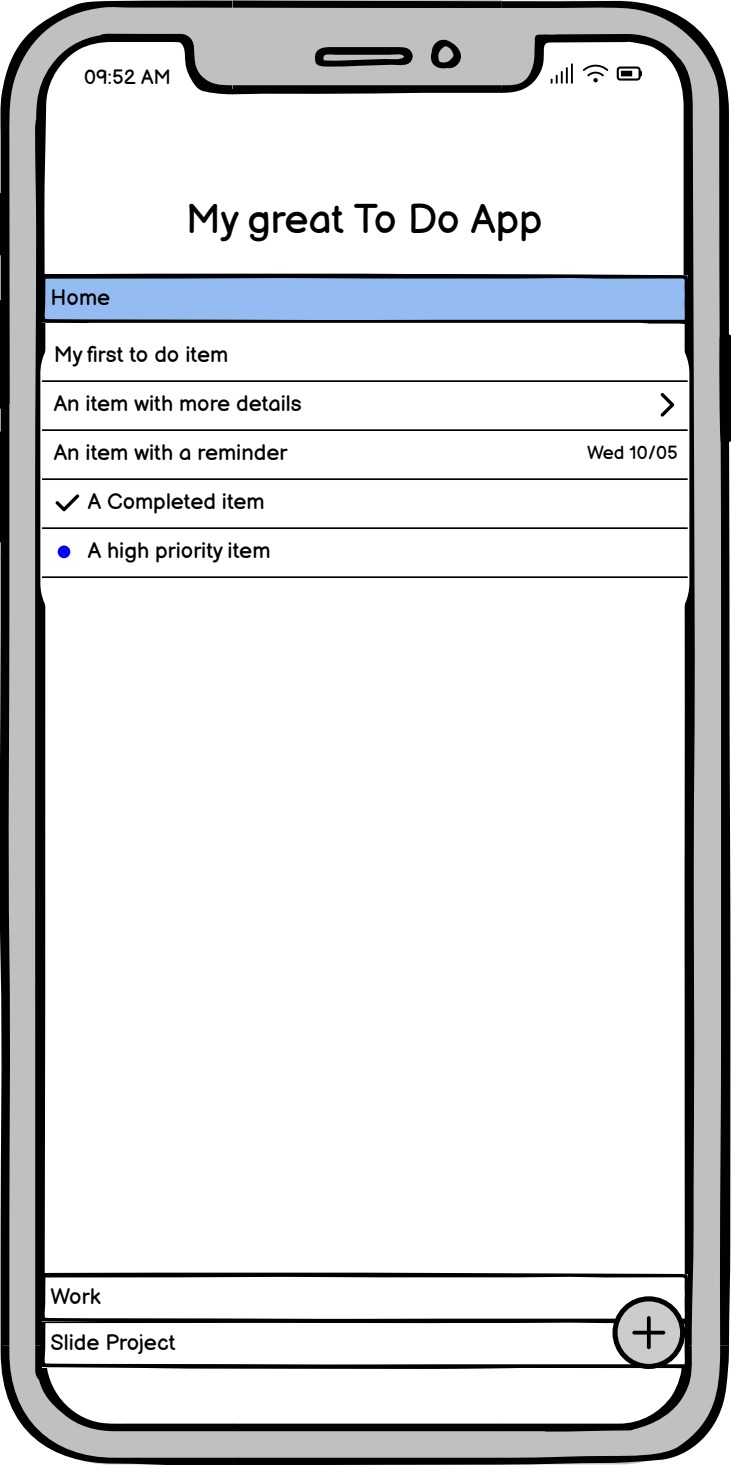 09:52 AM
My great To Do App
Home
My first to do item
An item with more details
An item with a reminder Wed 10/05
A Completed item
A high priority item
Work
Slide Project